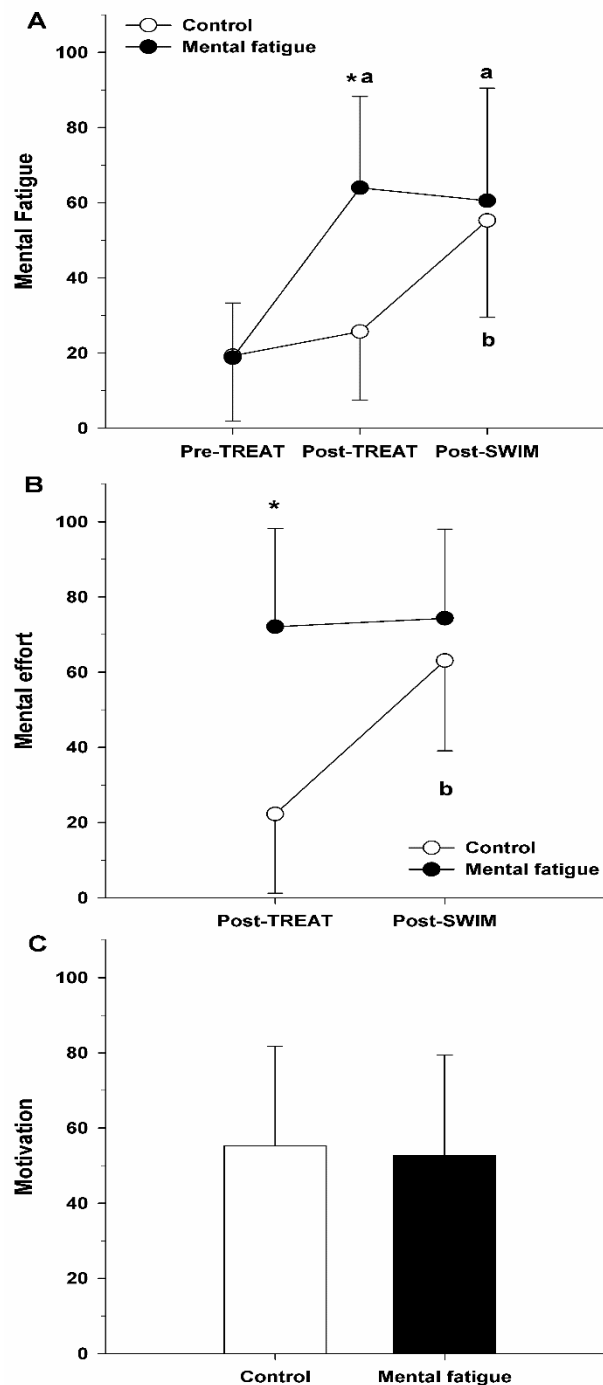 A
Control
Mental fatigue
100
80
60
40
20
0
Mental Fatigue
* a
a
b
Pre-TREAT Post-TREAT Post-SWIM
B
100
80
60
40
20
0
Mental effort
*
b
Control
Mental fatigue
Post-TREAT Post-SWIM
C
100
80
60
40
20
0
Motivation
Control Mental fatigue